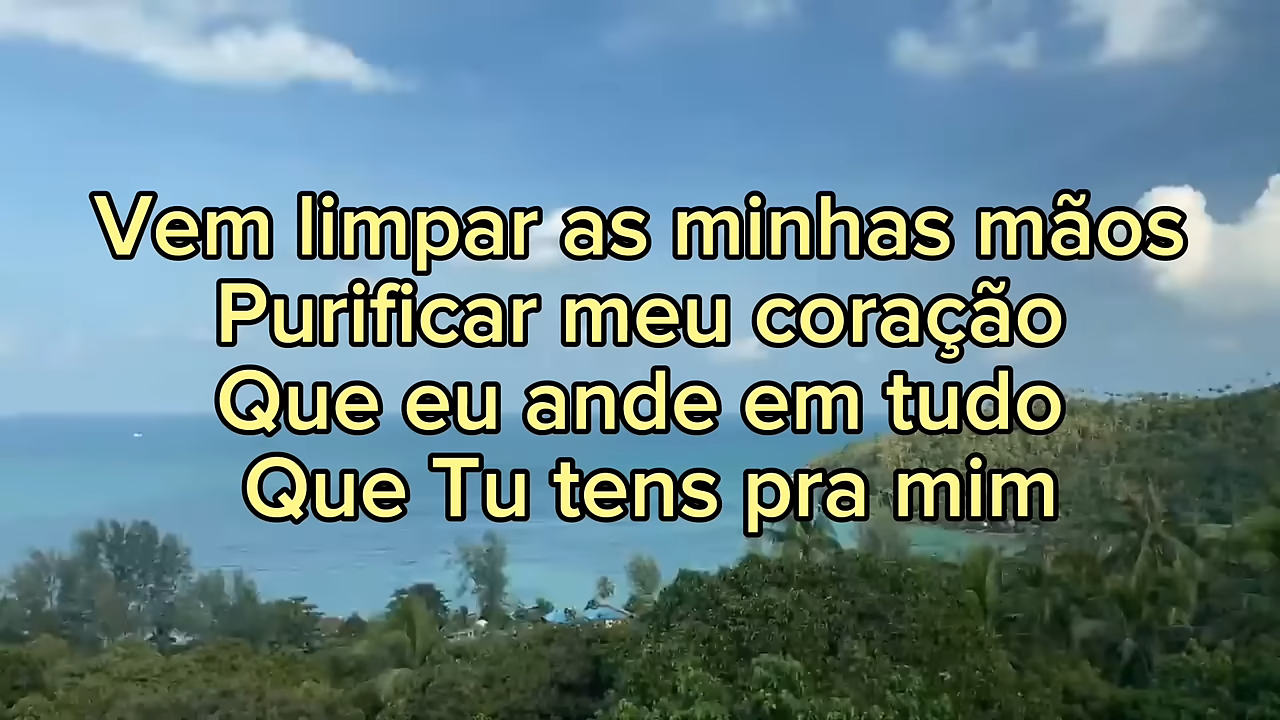 Vem limpar as minhas mãos
Purificar meu coração
Que eu ande em tudo
Que Tu tens pra mim